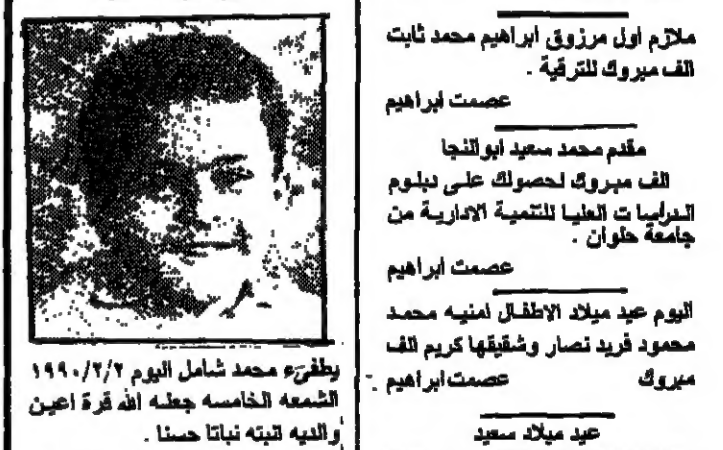 ملازم اول مرزوق ابراهيم محمد ثابت
الف مبروك للترقية .
عصمت ابراهيم
مقدم محمد سعيد ابوالنجا
الف مبروك لحصولك على دبلوم
الدراسات العليا للتنمية الادارية من
جامعة حلوان .
عصمت ابراهيم
اليوم عيد ميلاد الاطفال امنيه محمد
محمود فريد نصار وشقيقها كريم الف
مبروك عصمت ابراهيم
عيد ميلاد سعيد
يطفىء محمد شامل اليوم ١٩٩٠/٢/٢
الشمعه الخامسه جعله الله قرة اعين
والديه انبته نباتا حسنا .